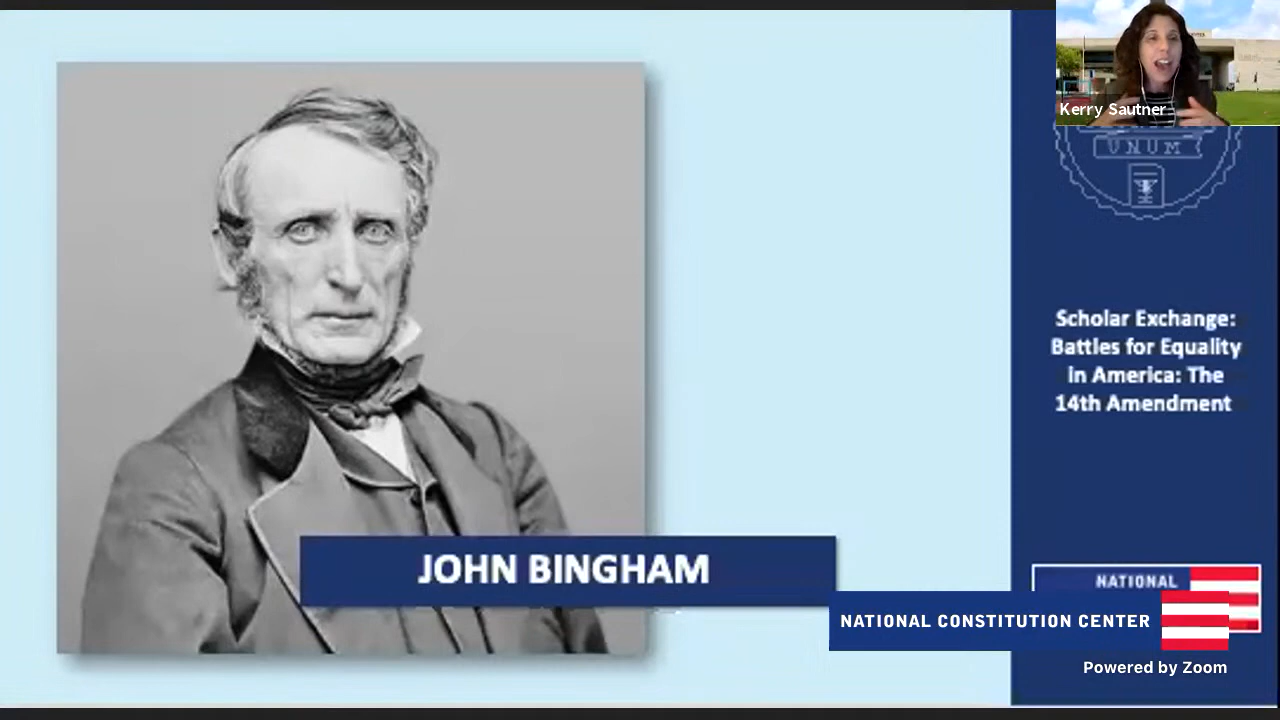 Kerry Sautner
UNUM
Scholar Exchange:
Battles for Equality
in America: The
14th Amendment
JOHN BINGHAM
NATIONAL
NATIONAL CONSTITUTION CENTER
Powered by Zoom